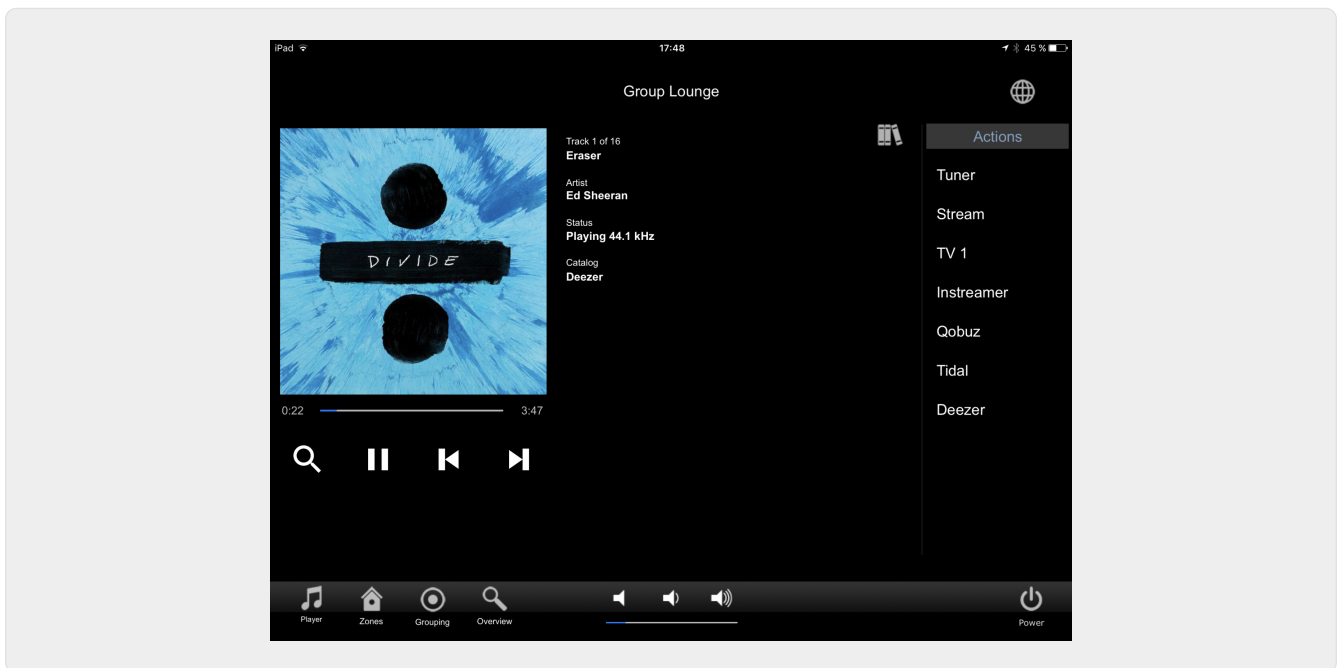 iPad 17:48 45 %
Group Lounge
DIVIDE
0:22 3:47
Track 1 of 16
Eraser
Artist
Ed Sheeran
Status
Playing 44.1 kHz
Catalog
Deezer
Actions
Tuner
Stream
TV 1
Instreamer
Qobuz
Tidal
Deezer
Player Zones Grouping Overview Power